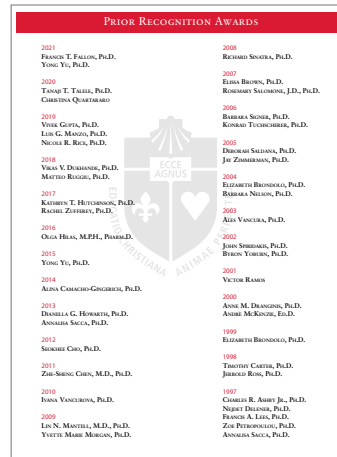 Prior Recognition Awards
2021
Francis T. Fallon, Ph.D.
Yong Yu, Ph.D.
2020
Tanaji T. Talele, Ph.D.
Christina Quartararo
2019
Vivek Gupta, Ph.D.
Luis G. Manzo, Ph.D.
Nicole R. Rice, Ph.D.
2018
Vikas V. Dukhande, Ph.D.
Matteo Ruggiu, Ph.D.
2017
Kathryn T. Hutchinson, Ph.D.
Rachel Zufferey, Ph.D.
2016
Olga Hilas, M.P.H., Pharm.D.
2015
Yong Yu, Ph.D.
2014
Alina Camacho-Gingerich, Ph.D.
2013
Dianella G. Howarth, Ph.D.
Annalisa Sacca, Ph.D.
2012
Seokhee Cho, Ph.D.
2011
Zhe-Sheng Chen, M.D., Ph.D.
2010
Ivana Vancurova, Ph.D.
2009
Lin N. Mantell, M.D., Ph.D.
Yvette Marie Morgan, Ph.D.
2008
Richard Sinatra, Ph.D.
2007
Elissa Brown, Ph.D.
Rosemary Salomone, J.D., Ph.D.
2006
Barbara Signer, Ph.D.
Konrad Tuchscherer, Ph.D.
2005
Deborah Saldana, Ph.D.
Jay Zimmerman, Ph.D.
2004
Elizabeth Brondolo, Ph.D.
Barbara Nelson, Ph.D.
2003
Ales Vancura, Ph.D.
2002
John Spiridakis, Ph.D.
Byron Yoburn, Ph.D.
2001
Victor Ramos
2000
Anne M. Dranginis, Ph.D.
Andre McKenzie, Ed.D.
1999
Elizabeth Brondolo, Ph.D.
1998
Timothy Carter, Ph.D.
Jerrold Ross, Ph.D.
1997
Charles R. Ashby Jr., Ph.D.
Nejdet Delener, Ph.D.
Francis A. Lees, Ph.D.
Zoe Petropoulou, Ph.D.
Annalisa Sacca, Ph.D.
ECCE
AGNUS
CHRISTIANA ANIMAE